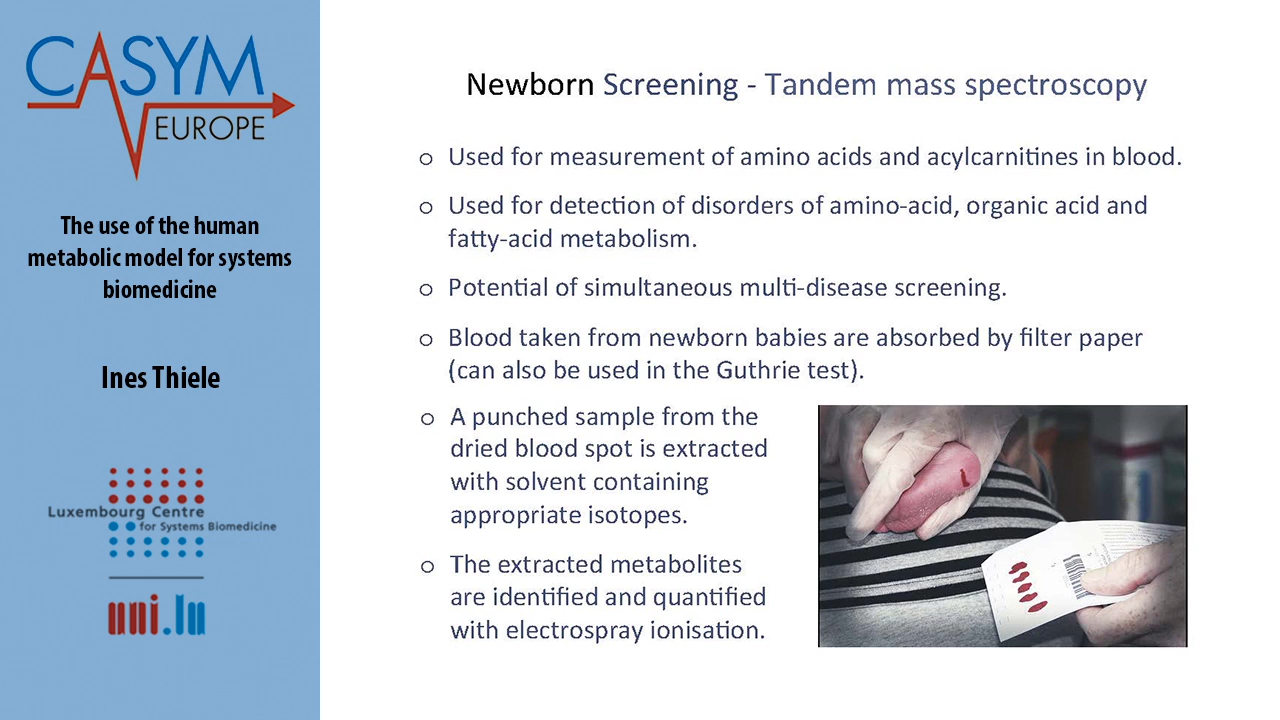 CASYM
EUROPE
The use of the human
metabolic model for systems
biomedicine
Ines Thiele
Luxembourg Centre
for Systems Biomedicine
uni.lu
Newborn Screening - Tandem mass spectroscopy
o Used for measurement of amino acids and acylcarnitines in blood.
o Used for detection of disorders of amino-acid, organic acid and
fatty-acid metabolism.
o Potential of simultaneous multi-disease screening.
o Blood taken from newborn babies are absorbed by filter paper
(can also be used in the Guthrie test).
o A punched sample from the
dried blood spot is extracted
with solvent containing
appropriate isotopes.
o The extracted metabolites
are identified and quantified
with electrospray ionisation.